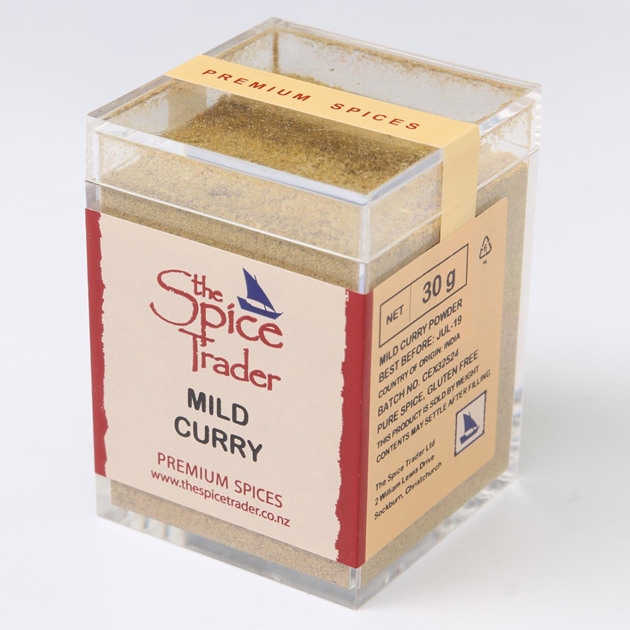 PREMIUM SPICES
the
Spice
Trader
MILD
CURRY
PREMIUM SPICES
www.thespicetrader.co.nz
NET 30 g
MILD CURRY POWDER
BEST BEFORE: JUL-19
COUNTRY OF ORIGIN: INDIA
BATCH NO. CEX32524
PURE SPICE, GLUTEN FREE
THIS PRODUCT IS SOLD BY WEIGHT
CONTENTS MAY SETTLE AFTER FILLING
The Spice Trader Ltd
2 William Lewis Drive
Sockburn, Christchurch